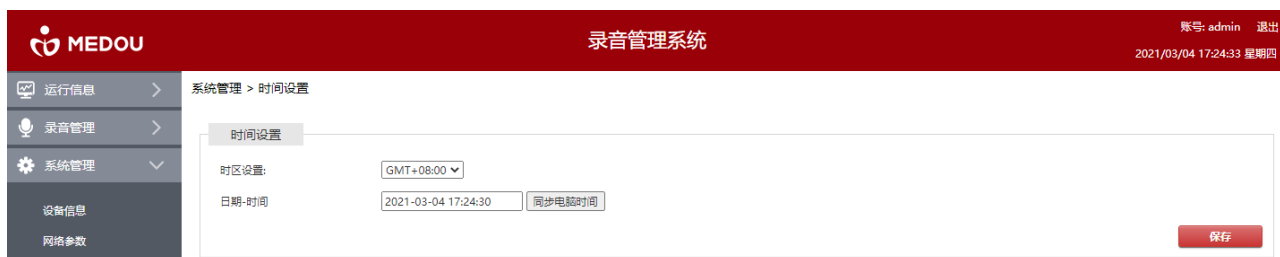 MEDOU
录音管理系统
账号: admin 退出
2021/03/04 17:24:33 星期四
运行信息
录音管理
系统管理
设备信息
网络参数
系统管理 > 时间设置
时间设置
时区设置: GMT+08:00
日期-时间 2021-03-04 17:24:30 同步电脑时间
保存